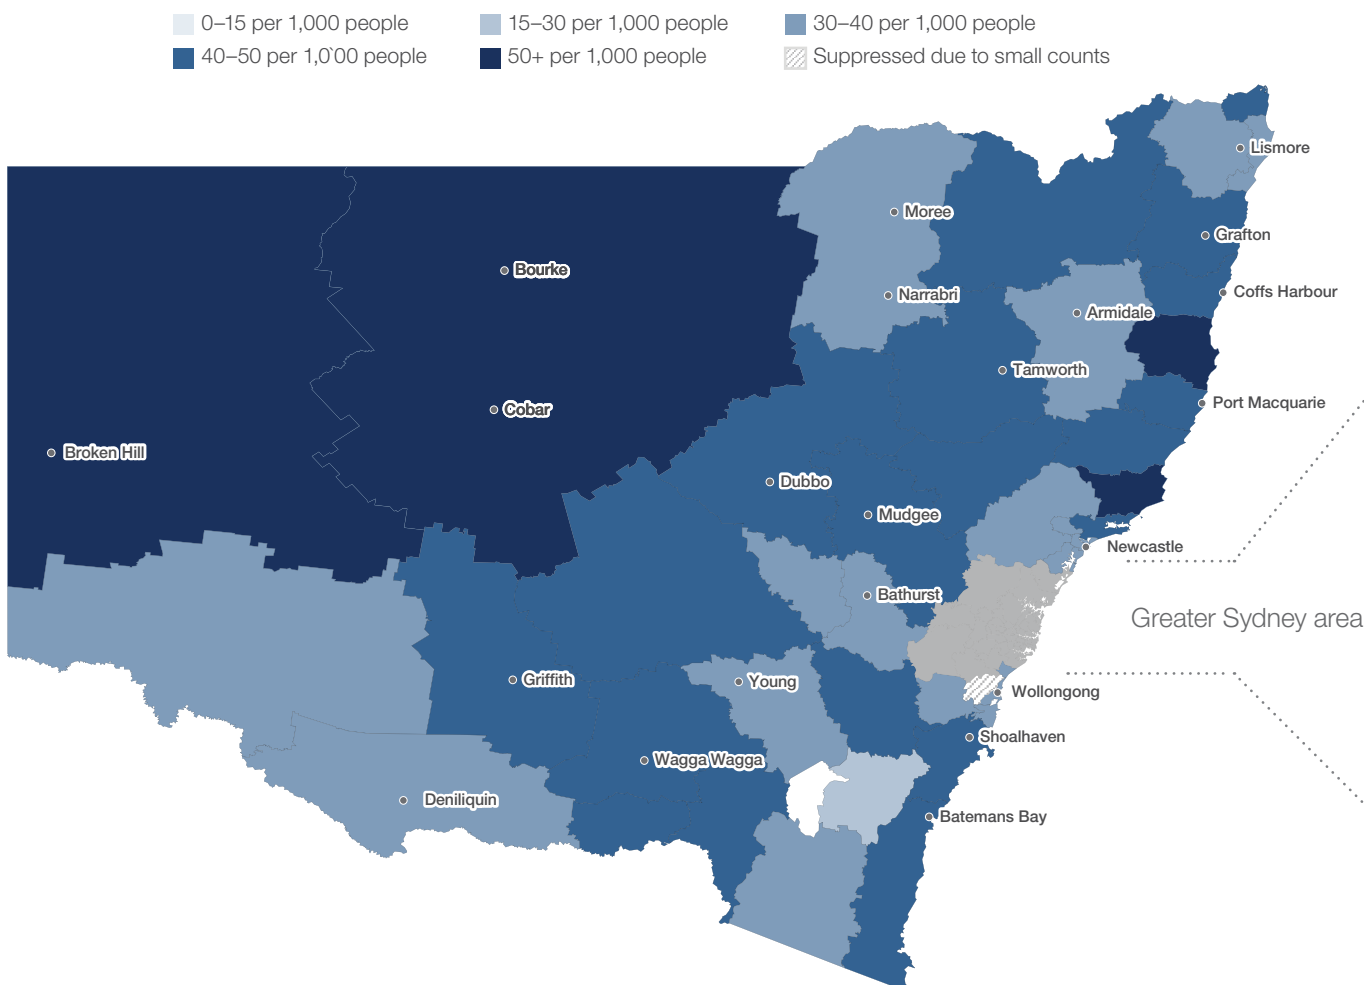 0–15 per 1,000 people
15–30 per 1,000 people
30–40 per 1,000 people
40–50 per 1,0`00 people
50+ per 1,000 people
Suppressed due to small counts
Lismore
Moree
Grafton
Bourke
Narrabri
Coffs Harbour
Armidale
Tamworth
Cobar
Port Macquarie
Broken Hill
Dubbo
Mudgee
Newcastle
Bathurst
Greater Sydney area
Griffith
Young
Wollongong
Shoalhaven
Wagga Wagga
Deniliquin
Batemans Bay